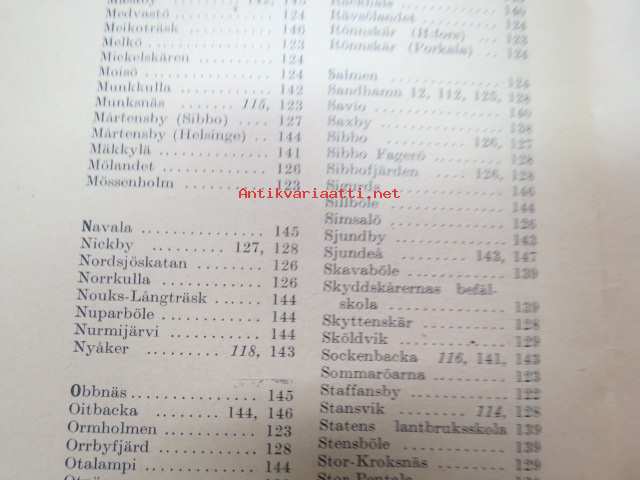 Medvastö ................ 124
Meikoträsk .............. 146
Melkö ................... 123
Mickelskären ............ 124
Moisö ................... 124
Munkkulla ............... 142
Munksnäs ....... 115, 123
Mårtensby (Sibbo) ....... 127
Mårtensby (Helsinge) .. 144
Mäkkylä ................. 141
Mölandet ................ 126
Mössenholm .............. 123
Navala .................. 145
Nickby ......... 127, 128
Nordsjöskatan ........... 126
Norrkulla ............... 126
Nouks-Långträsk ......... 144
Nuparböle ............... 144
Nurmijärvi .............. 144
Nyåker ......... 118, 143
Obbnäs .................. 145
Oitbacka ....... 144, 146
Ormholmen ............... 123
Orrbyfjärd .............. 128
Otalampi ................ 144
Rävsölandet ............. 124
Rönnskär (H:fors) ... 123
Rönnskär (Porkala) .. 124
Salmen .................. 124
Sandhamn 12, 112, 125, 128
Savio ................... 140
Saxby ................... 138
Sibbo .......... 126, 127
Sibbo Fagerö ............ 128
Sibbofjärden ... 126, 128
Sigurds ................. 146
Sillböle ................ 144
Simsalö ................. 126
Sjundby ................. 143
Sjundeå ........ 143, 147
Skavaböle ............... 139
Skyddskårernas befäl-
skola ................... 139
Skyttenskär ............. 128
Sköldvik ................ 129
Sockenbacka 116, 141, 143
Sommaröarna ............. 123
Staffansby .............. 122
Stansvik ....... 114, 128
Statens lantbruksskola 139
Stensböle ............... 139
Stor-Kroksnäs ........... 129
Antikvariaatti.net